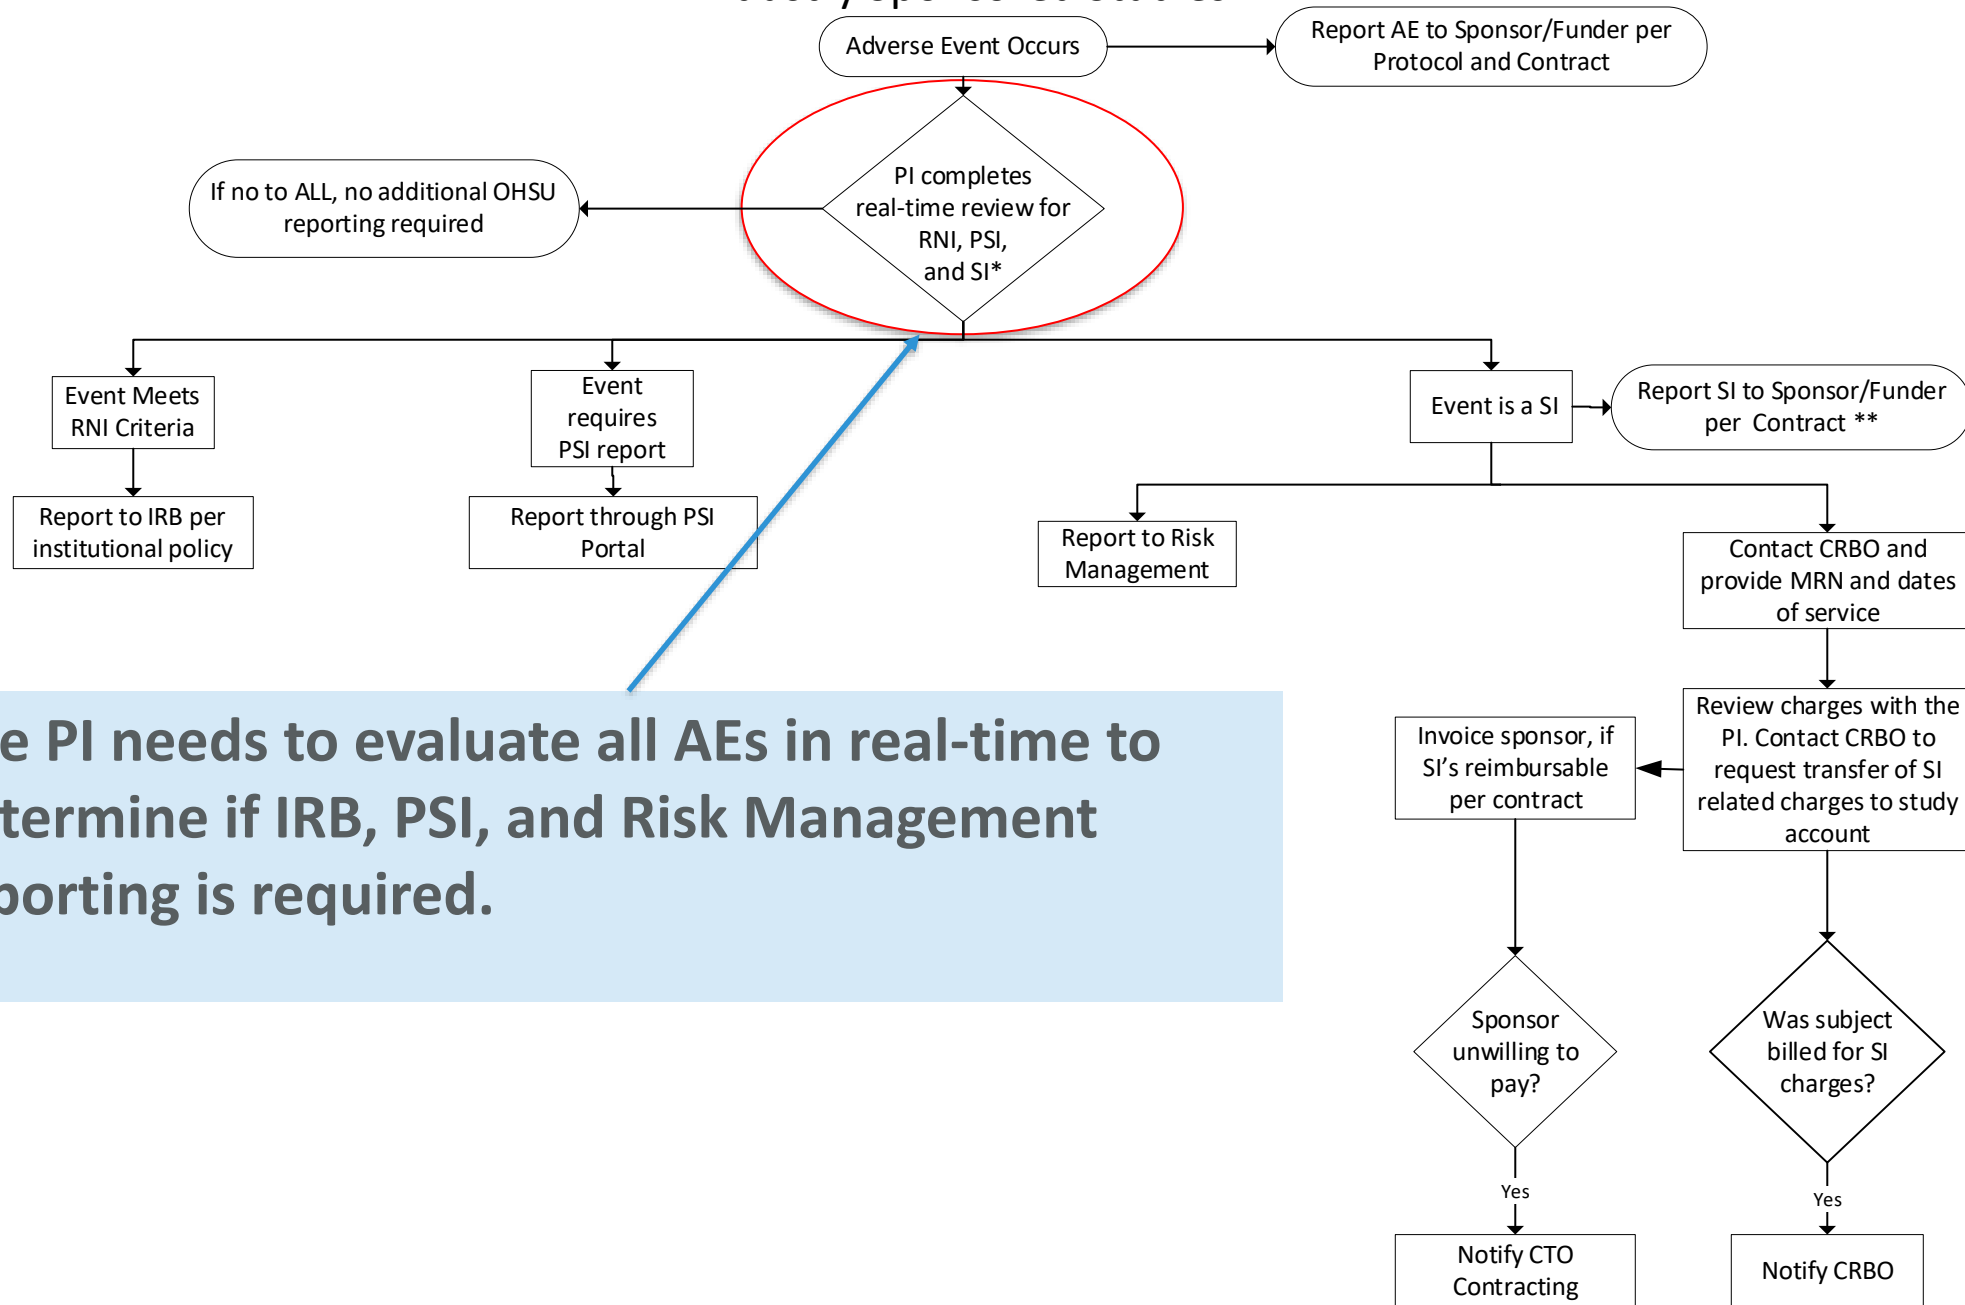 Adverse Event Occurs
Report AE to Sponsor/Funder per
Protocol and Contract
If no to ALL, no additional OHSU
reporting required
PI completes
real-time review for
RNI, PSI,
and SI*
Event Meets
RNI Criteria
Event
requires
PSI report
Event is a SI
Report SI to Sponsor/Funder
per Contract **
Report to IRB per
institutional policy
Report through PSI
Portal
Report to Risk
Management
Contact CRBO and
provide MRN and dates
of service
PI needs to evaluate all AEs in real-time to
if IRB, PSI, and Risk Management
is required.
Invoice sponsor, if
SI's reimbursable
per contract
Review charges with the
PI. Contact CRBO to
request transfer of SI
related charges to study
account
Sponsor
unwilling to
pay?
Was subject
billed for SI
charges?
Yes
Yes
Notify CTO
Contracting
Notify CRBO